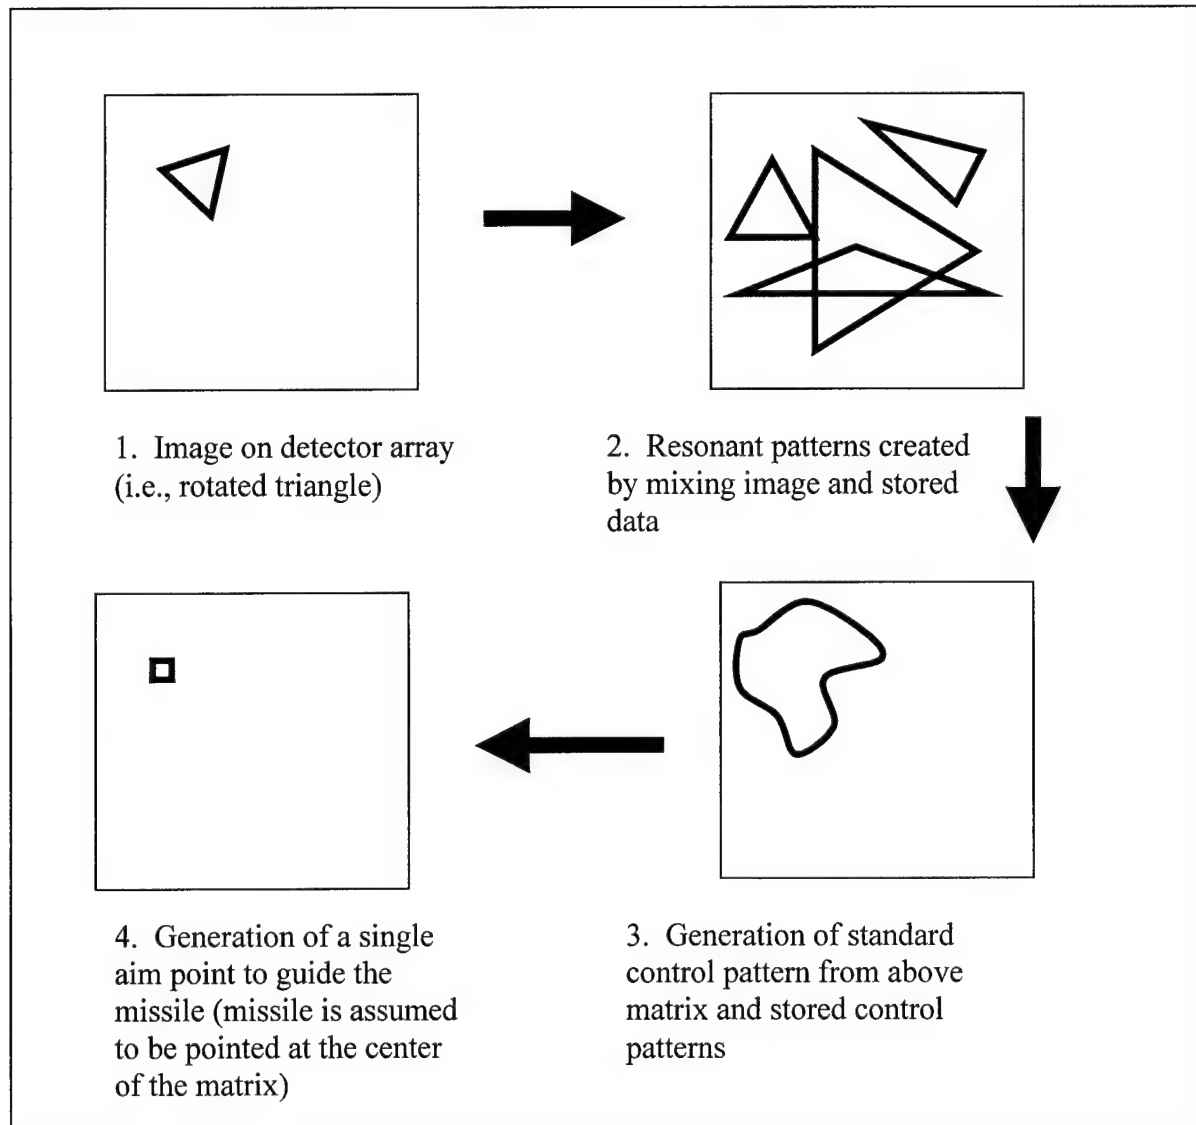 1. Image on detector array
(i.e., rotated triangle)
2. Resonant patterns created
by mixing image and stored
data
3. Generation of standard
control pattern from above
matrix and stored control
patterns
4. Generation of a single
aim point to guide the
missile (missile is assumed
to be pointed at the center
of the matrix)